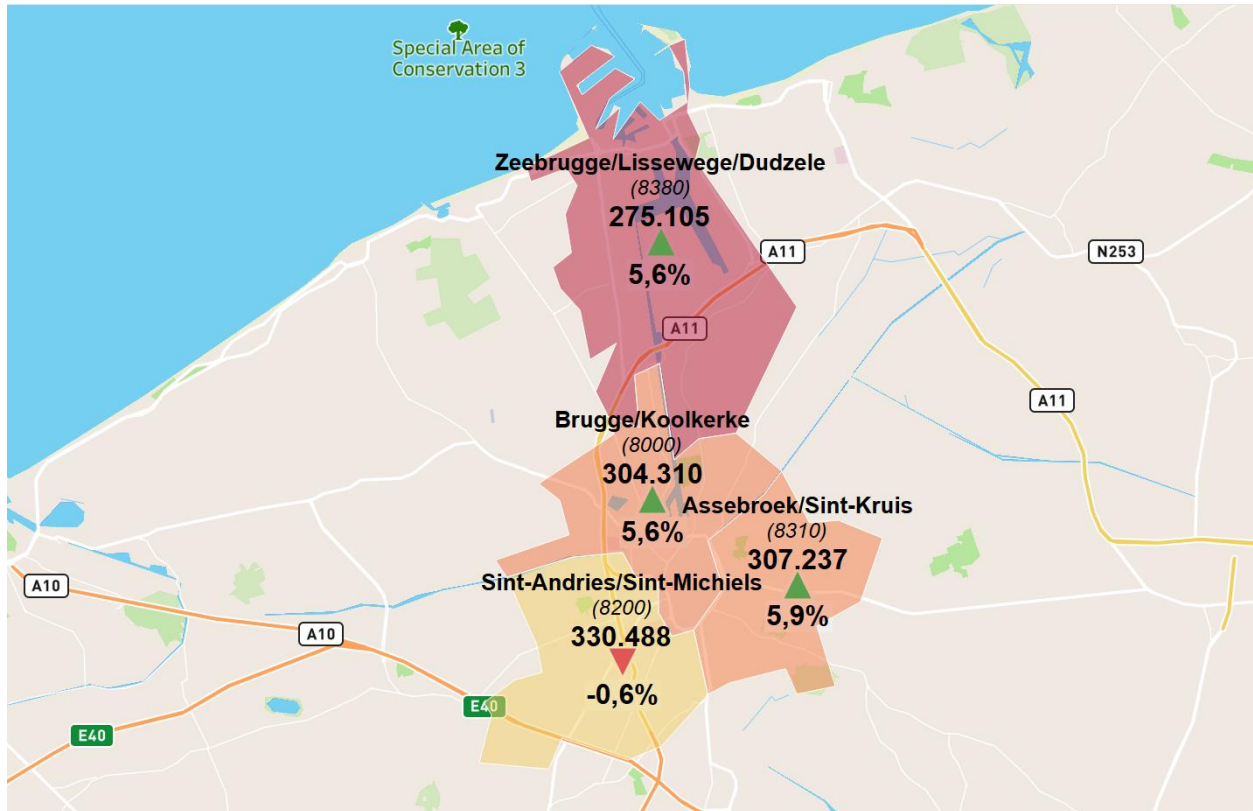 Special Area of
Conservation 3
Zeebrugge/Lissewege/Dudzele
(8380)
275.105
5,6%
A11
N253
A11
A11
Brugge/Koolkerke
(8000)
304.310
5,6%
Assebroek/Sint-Kruis
(8310)
307.237
5,9%
Sint-Andries/Sint-Michiels
(8200)
330.488
-0,6%
A10
A10
E40
E40